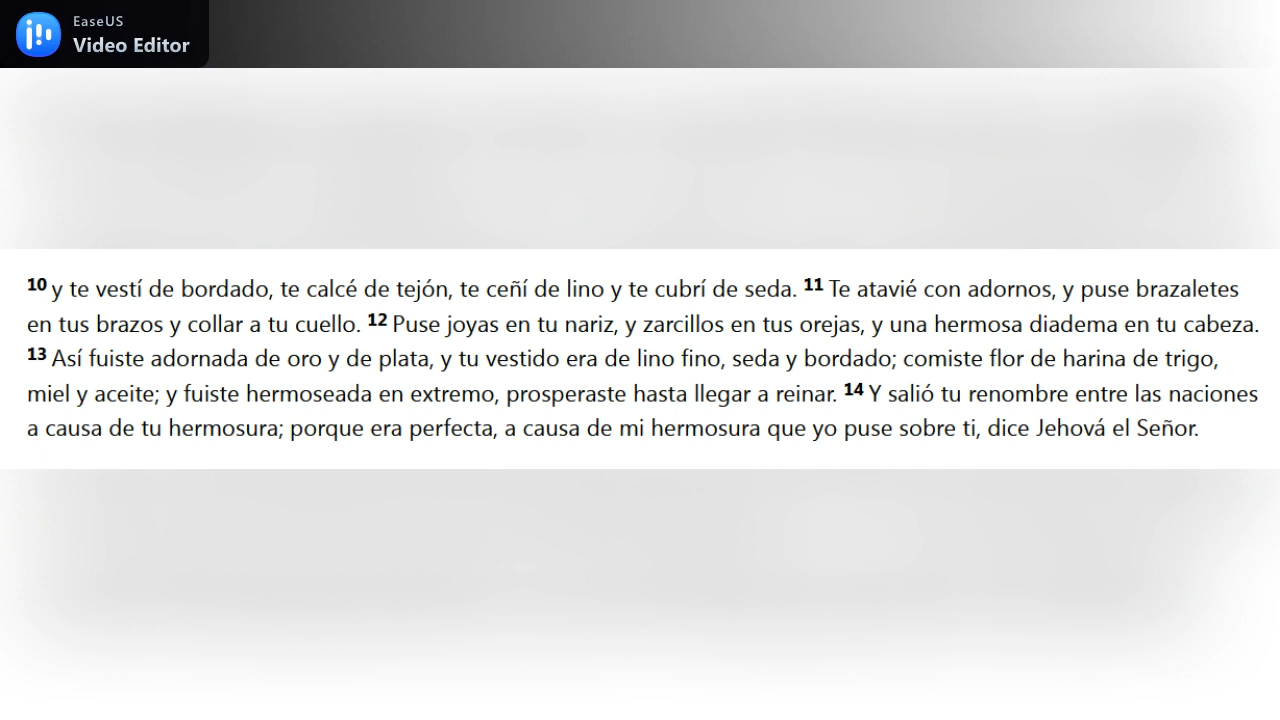 EaseUS
Video Editor
10 y te vestí de bordado, te calcé de tejón, te ceñí de lino y te cubrí de seda. 11 Te atavié con adornos, y puse brazaletes
en tus brazos y collar a tu cuello. 12 Puse joyas en tu nariz, y zarcillos en tus orejas, y una hermosa diadema en tu cabeza.
13 Así fuiste adornada de oro y de plata, y tu vestido era de lino fino, seda y bordado; comiste flor de harina de trigo,
miel y aceite; y fuiste hermoseada en extremo, prosperaste hasta llegar a reinar. 14 Y salió tu renombre entre las naciones
a causa de tu hermosura; porque era perfecta, a causa de mi hermosura que yo puse sobre ti, dice Jehová el Señor.